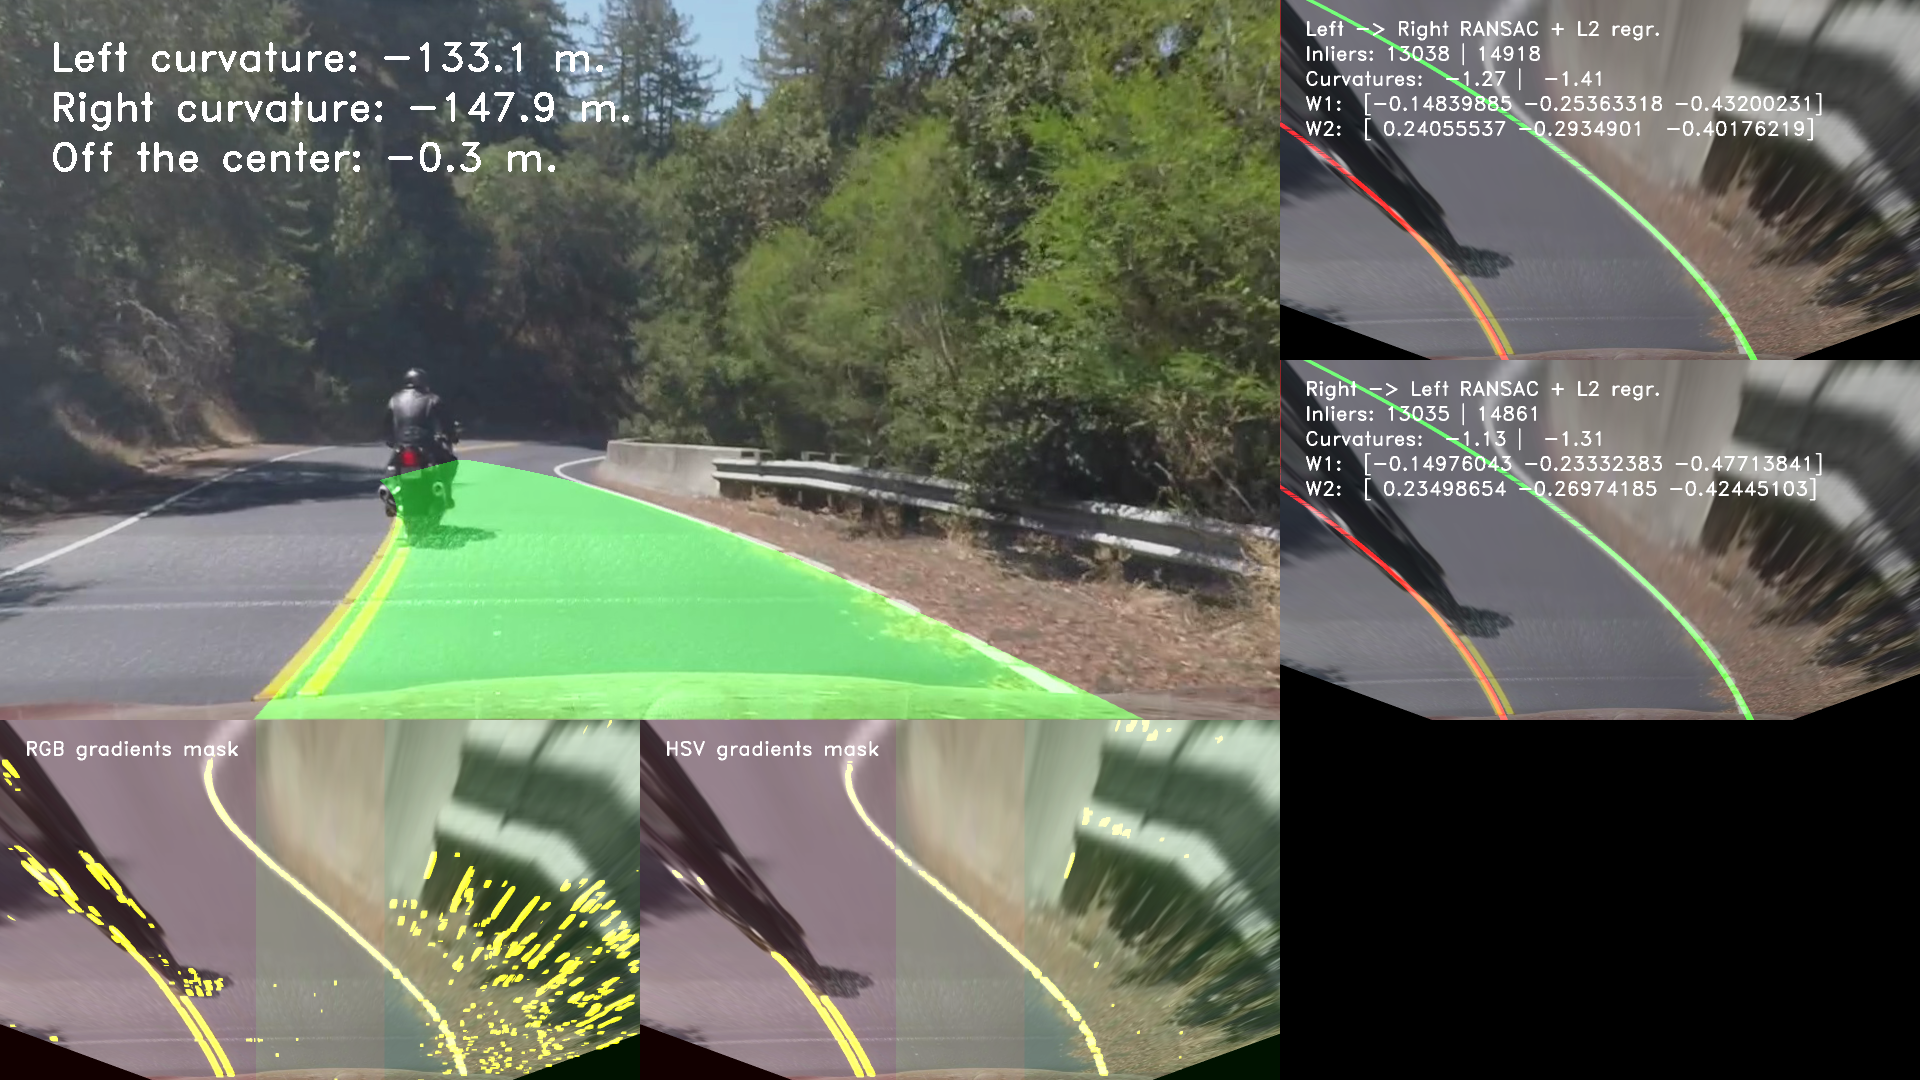 Left curvature: -133.1 m.
Right curvature: -147.9 m.
Off the center: -0.3 m.
Left -> Right RANSAC + L2 regr.
Inliers: 13038 | 14918
Curvatures: -1.27 | -1.41
W1: [-0.14839885 -0.25363318 -0.43200231]
W2: [ 0.24055537 -0.2934901 -0.40176219]
Right -> Left RANSAC + L2 regr.
Inliers: 13035 | 14861
Curvatures: -1.13 | -1.31
W1: [-0.14976043 -0.23332383 -0.47713841]
W2: [ 0.23498654 -0.26974185 -0.42445103]
RGB gradients mask
HSV gradients mask